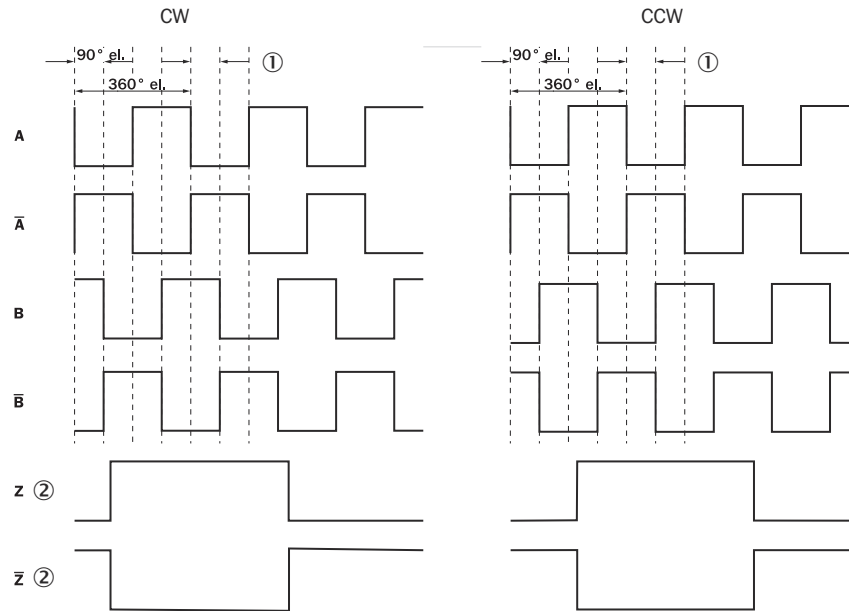 CW CCW
90° el. ① 90° el. ①
360° el. 360° el.
A
A̅
B
B̅
Z ②
Z̅ ②